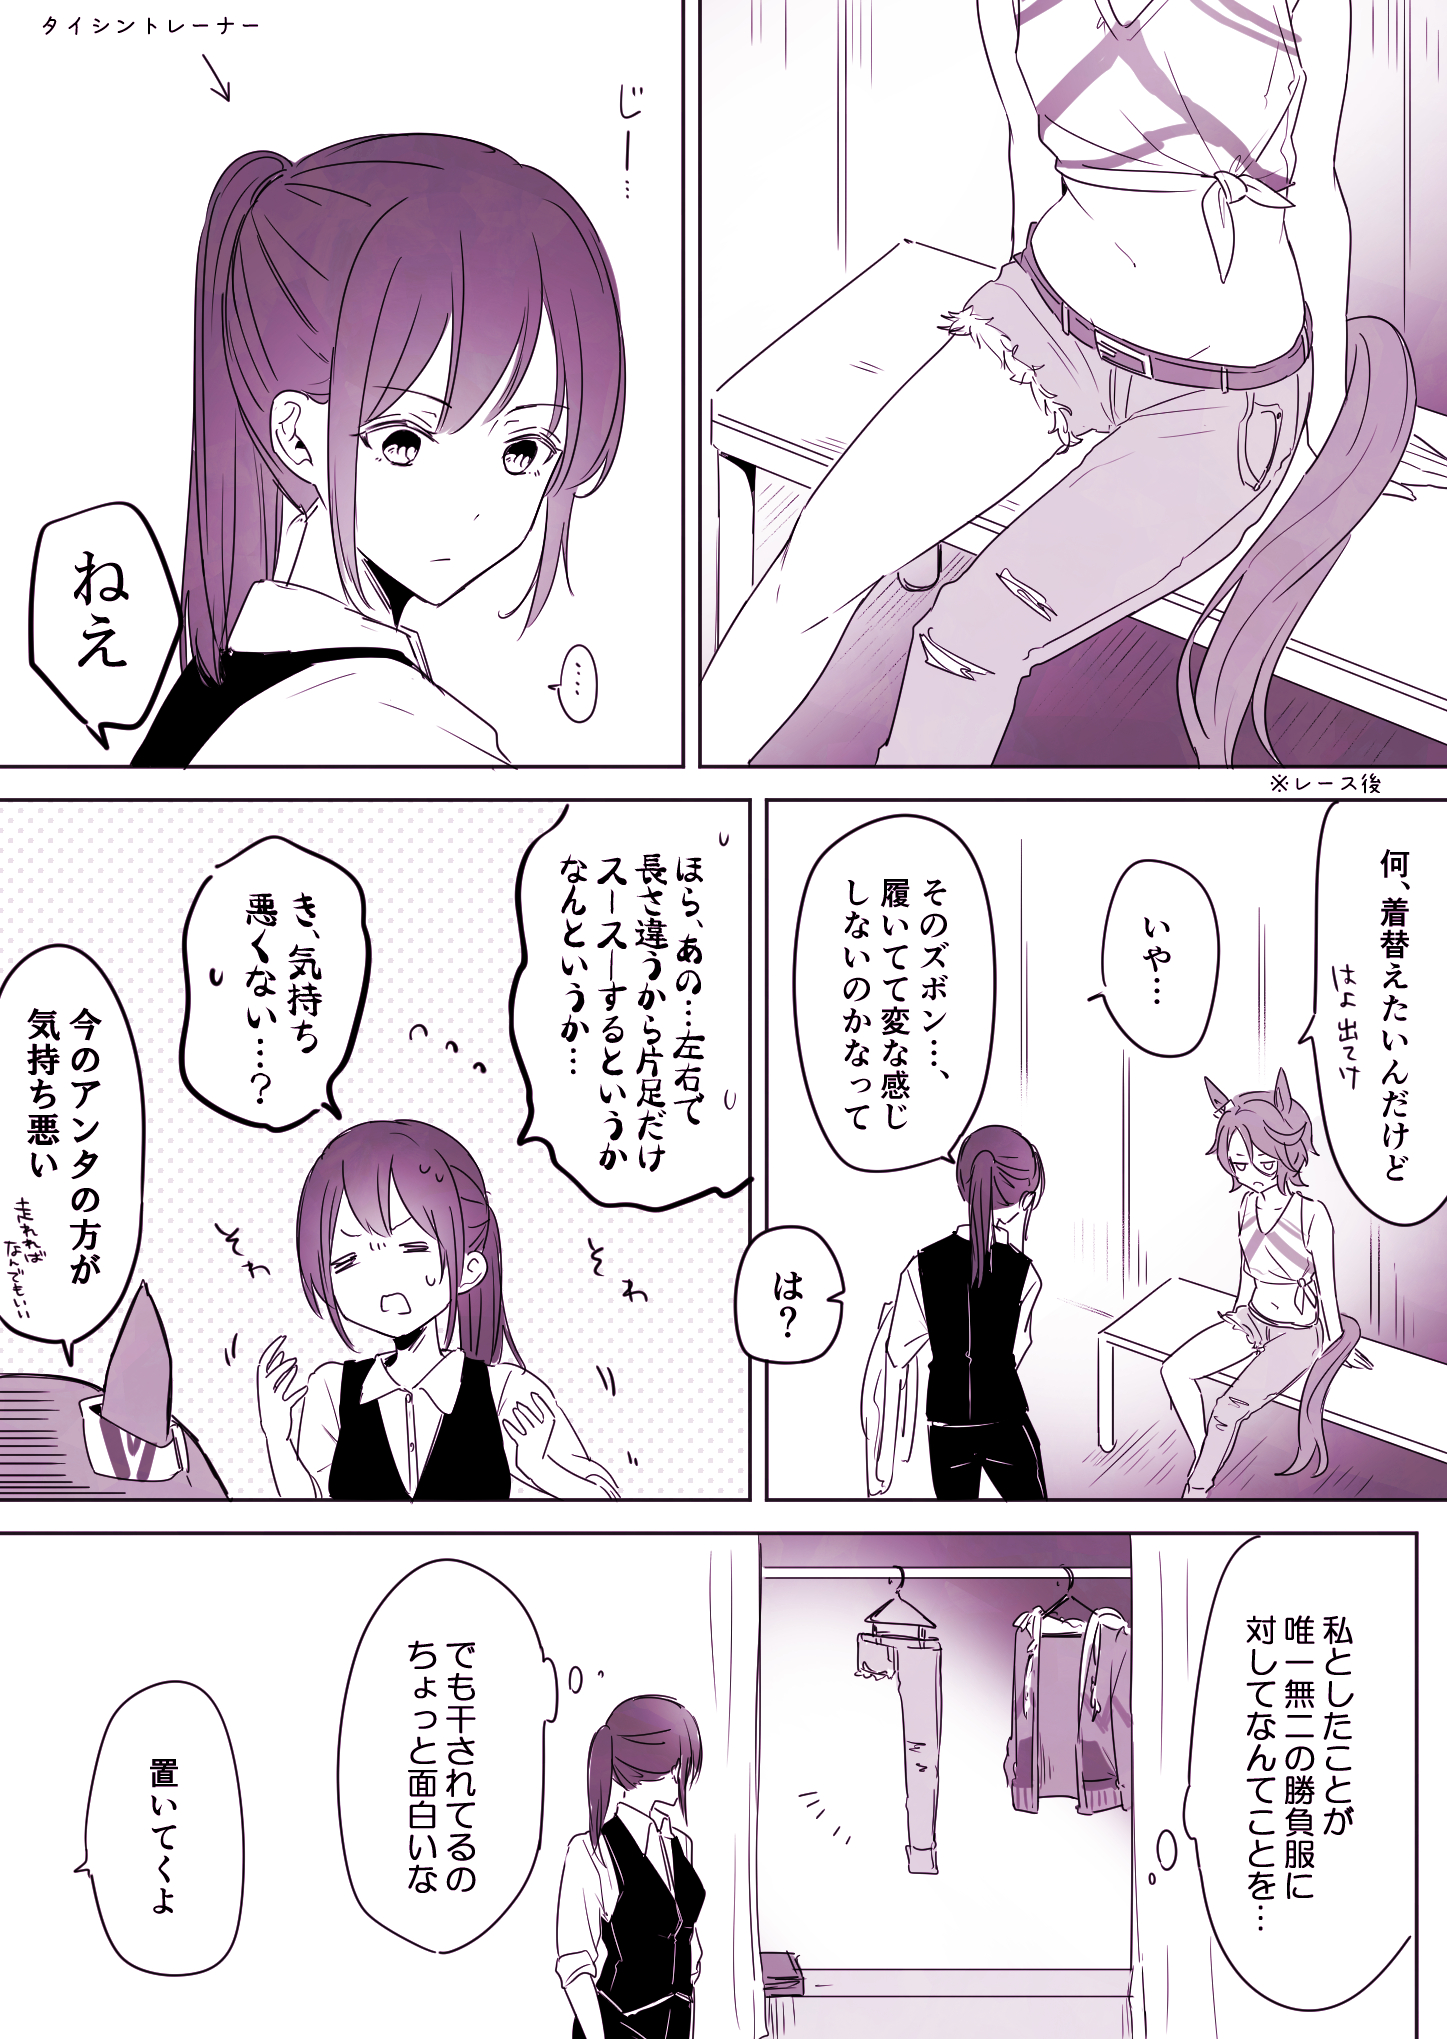 ※レース後
タイシントレーナー
じー…
…
ねえ
何、着替えたいんだけど
はよ出てけ
いや…
そのズボン…、
履いてて変な感じ
しないのかなって
は？
ほら、あの…左右で
長さ違うから片足だけ
スースーするというか
なんというか…
き、気持ち
悪くない……？
そわ
そわ
今のアンタの方が
気持ち悪い
走れれば
なんでもいい
私としたことが
唯一無二の勝負服に
対してなんてことを…
でも干されてるの
ちょっと面白いな
置いてくよ